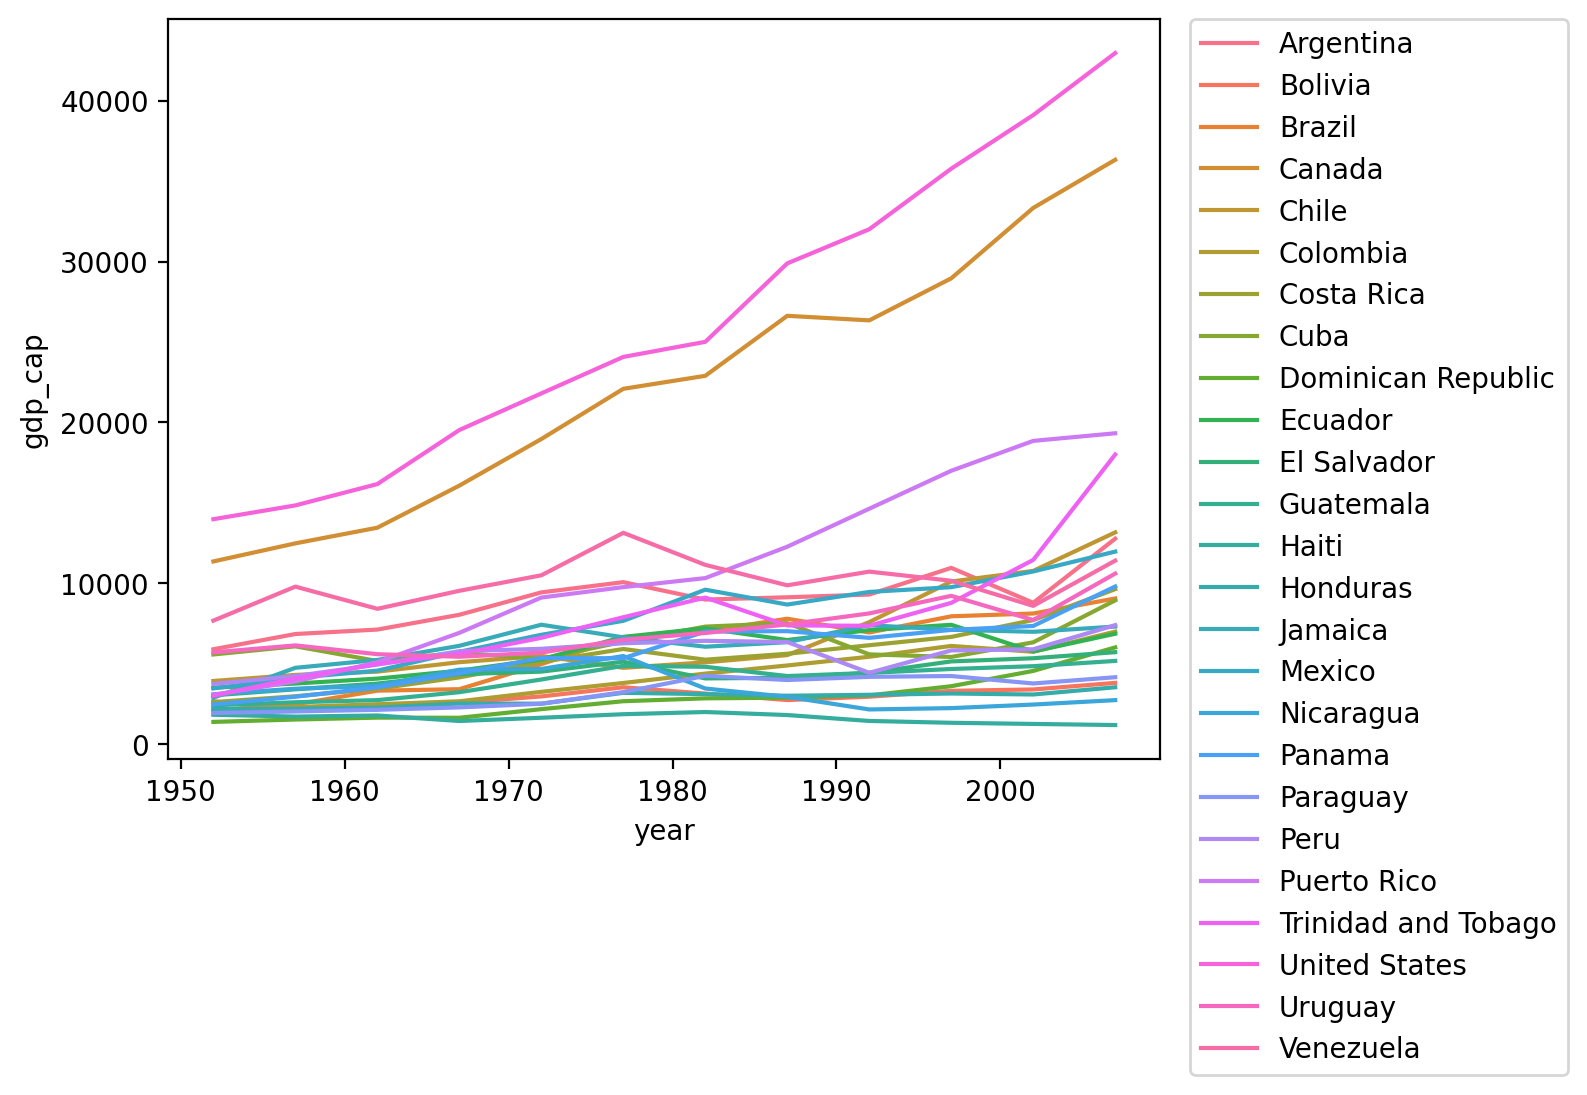 40000
30000
20000
10000
0
gdp_cap
1950 1960 1970 1980 1990 2000
year
Argentina
Bolivia
Brazil
Canada
Chile
Colombia
Costa Rica
Cuba
Dominican Republic
Ecuador
El Salvador
Guatemala
Haiti
Honduras
Jamaica
Mexico
Nicaragua
Panama
Paraguay
Peru
Puerto Rico
Trinidad and Tobago
United States
Uruguay
Venezuela